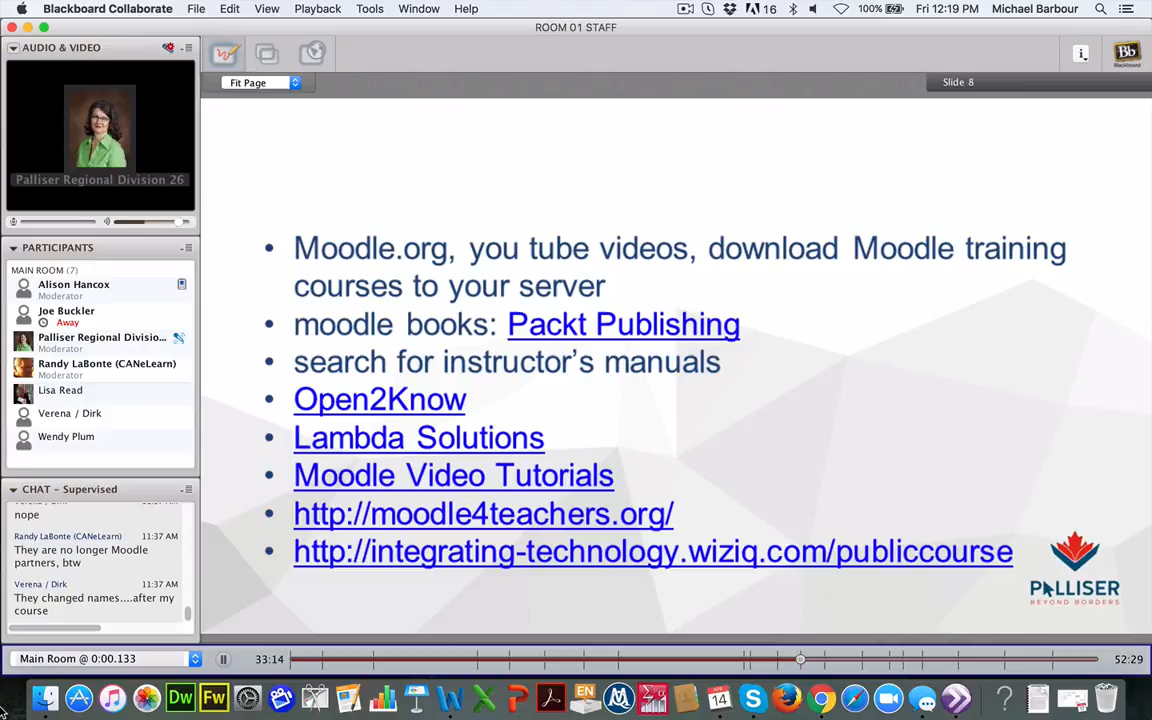 Blackboard Collaborate File Edit View Playback Tools Window Help 16 100% Fri 12:19 PM Michael Barbour
ROOM 01 STAFF
AUDIO & VIDEO
Palliser Regional Division 26
PARTICIPANTS
MAIN ROOM (7)
Alison Hancox
Moderator
Joe Buckler
Away
Palliser Regional Divisio...
Moderator
Randy LaBonte (CANeLearn)
Moderator
Lisa Read
Verena / Dirk
Wendy Plum
CHAT - Supervised
nope
Randy LaBonte (CANeLearn) 11:37 AM
They are no longer Moodle
partners, btw
Verena / Dirk 11:37 AM
They changed names....after my
course
Fit Page
Slide 8
i
Bb
Blackboard
• Moodle.org, you tube videos, download Moodle training
courses to your server
• moodle books: Packt Publishing
• search for instructor’s manuals
• Open2Know
• Lambda Solutions
• Moodle Video Tutorials
• http://moodle4teachers.org/
• http://integrating-technology.wiziq.com/publiccourse
PALLISER
BEYOND BORDERS
Main Room @ 0:00.133 33:14 52:29
Dw Fw EN 14